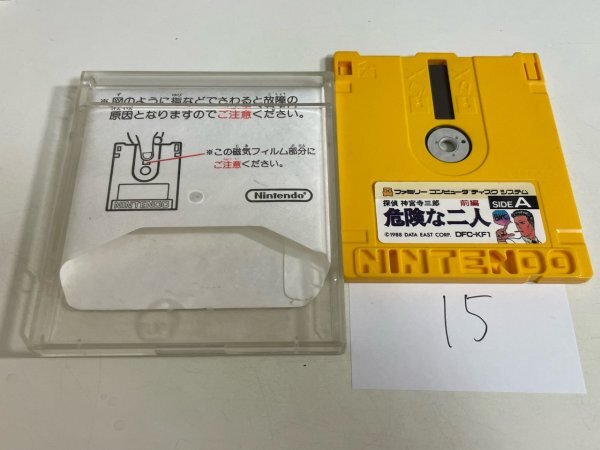 ※図のように指などでさわると故障の
原因となりますのでご注意ください。
※この磁気フィルム部分に
ご注意ください。
NINTENDO
Nintendo
ファミリー コンピュータ ディスク システム
探偵 神宮寺三郎 前編
SIDE A
危険な二人
©1988 DATA EAST CORP. DFC-KF1
NINTENDO
15